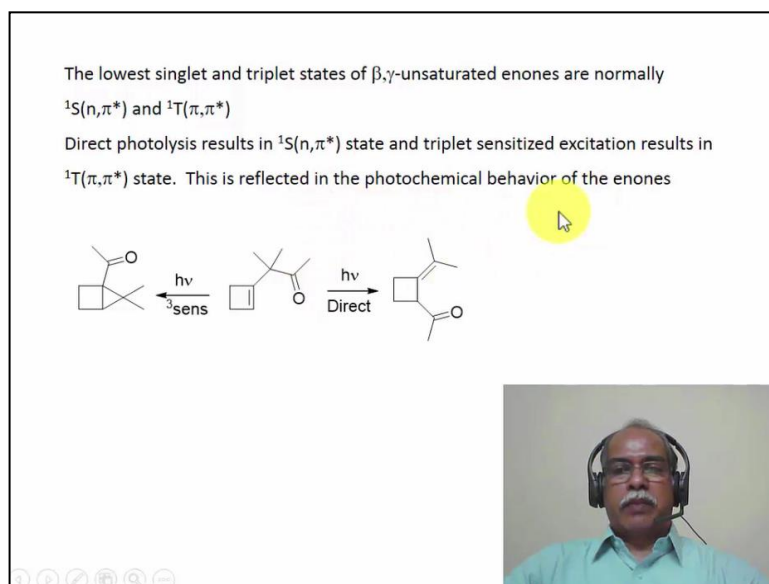 The lowest singlet and triplet states of β,γ-unsaturated enones are normally
¹S(n,π*) and ¹T(π,π*)
Direct photolysis results in ¹S(n,π*) state and triplet sensitized excitation results in
¹T(π,π*) state. This is reflected in the photochemical behavior of the enones
O
hν
³sens
O
hν
Direct
O